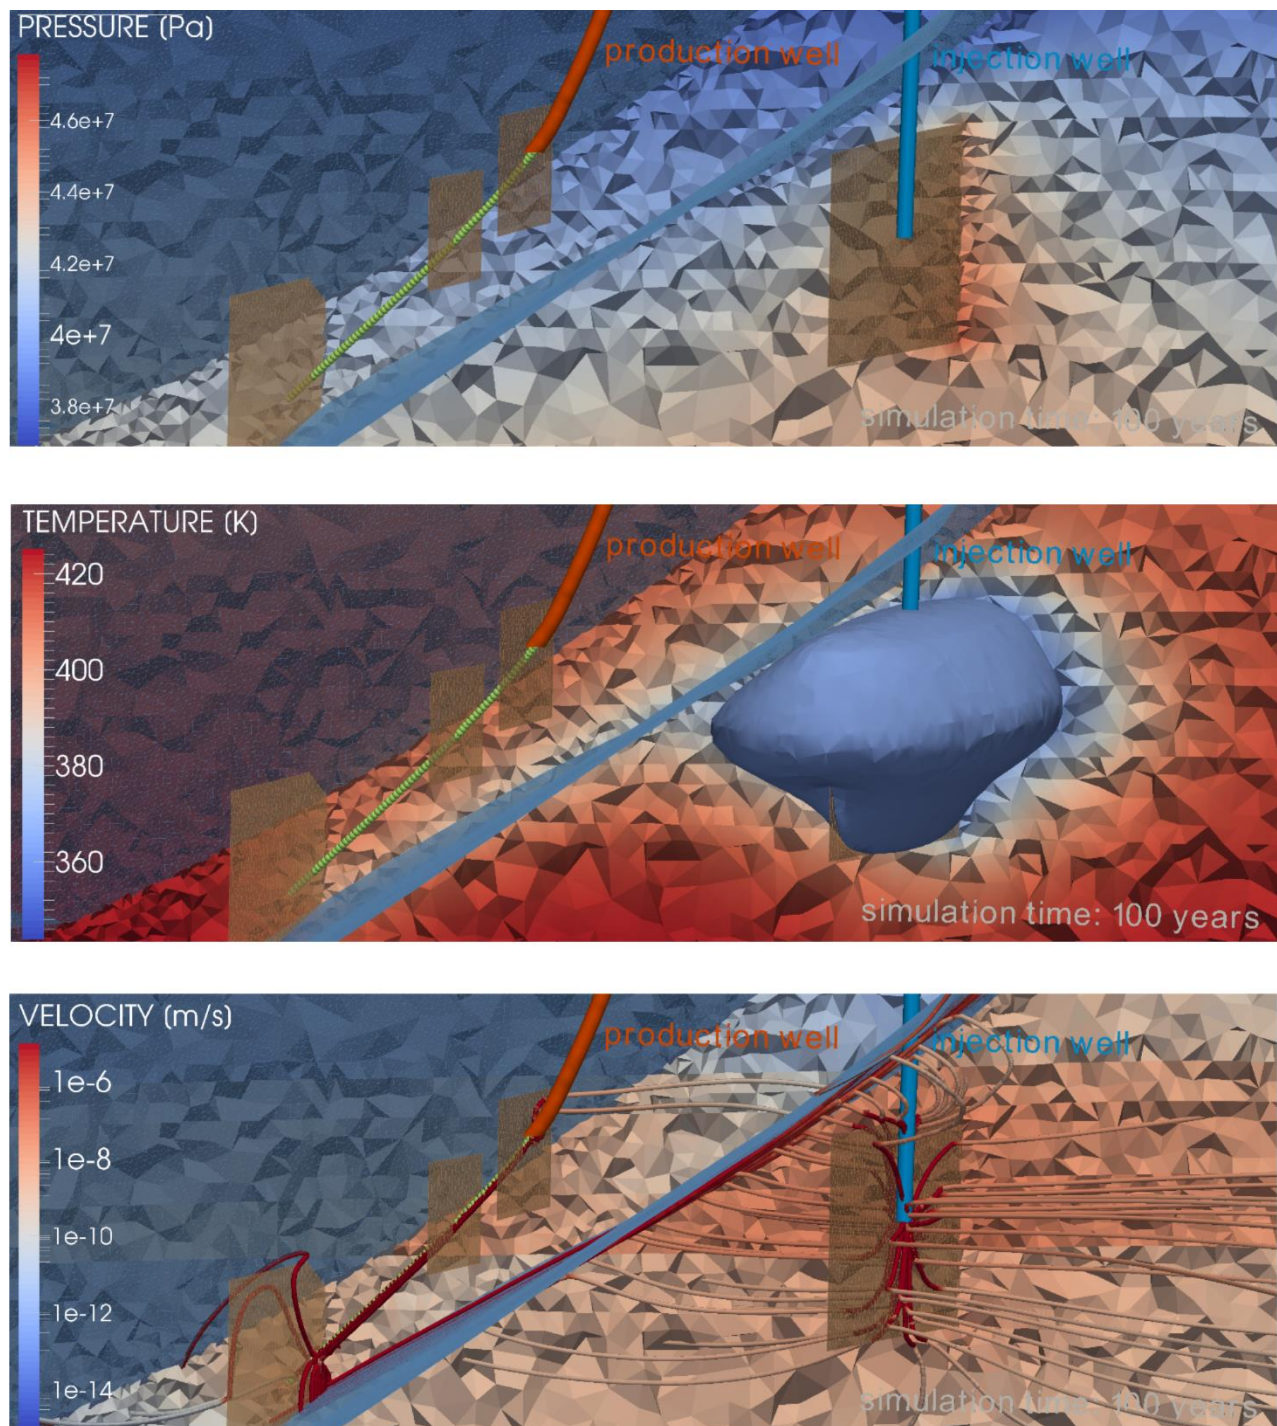 PRESSURE (Pa)
production well
injection well
4.6e+7
4.4e+7
4.2e+7
4e+7
3.8e+7
simulation time: 100 years
TEMPERATURE (K)
production well
injection well
420
400
380
360
simulation time: 100 years
VELOCITY (m/s)
production well
injection well
1e-6
1e-8
1e-10
1e-12
1e-14
simulation time: 100 years